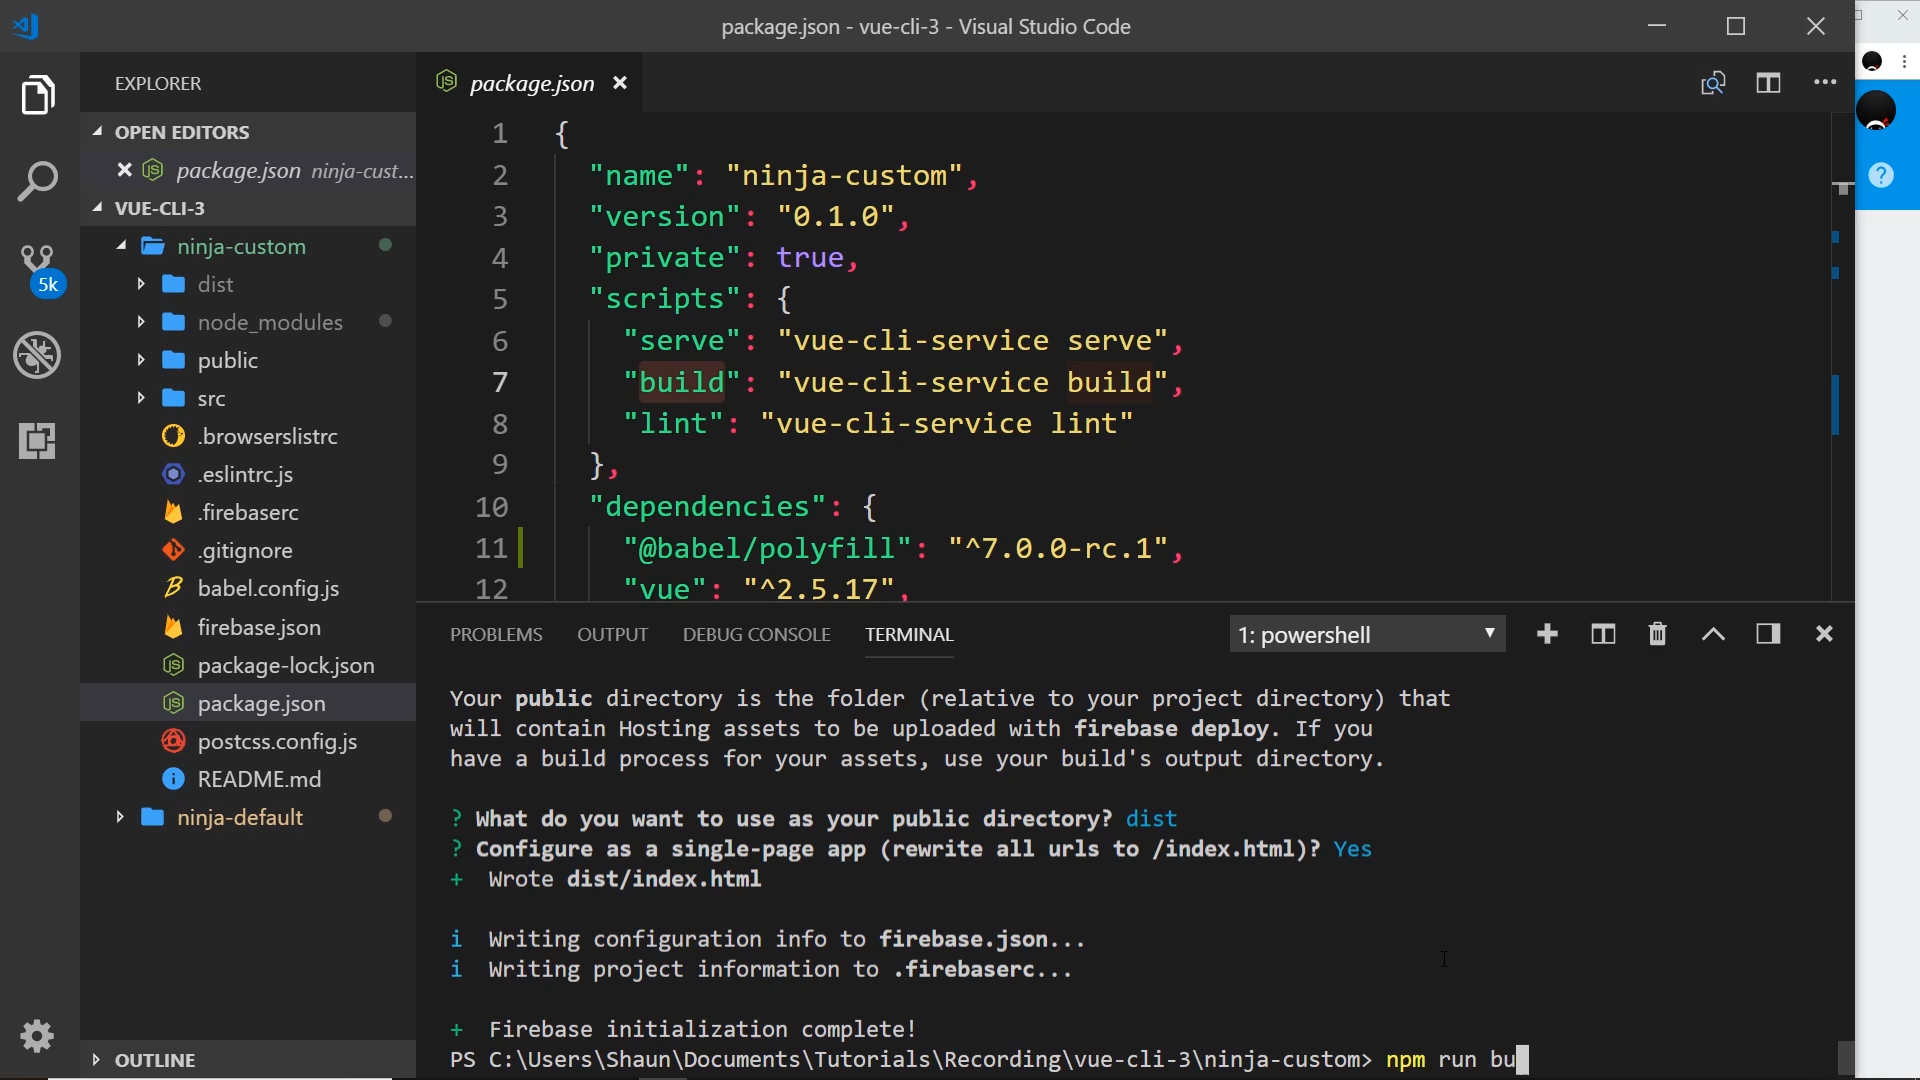 package.json - vue-cli-3 - Visual Studio Code
EXPLORER
OPEN EDITORS
package.json ninja-cust...
VUE-CLI-3
ninja-custom
dist
node_modules
public
src
.browserslistrc
.eslintrc.js
.firebaserc
.gitignore
babel.config.js
firebase.json
package-lock.json
package.json
postcss.config.js
README.md
ninja-default
OUTLINE
5k
package.json
1 {
2 "name": "ninja-custom",
3 "version": "0.1.0",
4 "private": true,
5 "scripts": {
6 "serve": "vue-cli-service serve",
7 "build": "vue-cli-service build",
8 "lint": "vue-cli-service lint"
9 },
10 "dependencies": {
11 "@babel/polyfill": "^7.0.0-rc.1",
12 "vue": "^2.5.17",
PROBLEMS OUTPUT DEBUG CONSOLE TERMINAL 1: powershell
Your public directory is the folder (relative to your project directory) that
will contain Hosting assets to be uploaded with firebase deploy. If you
have a build process for your assets, use your build's output directory.
? What do you want to use as your public directory? dist
? Configure as a single-page app (rewrite all urls to /index.html)? Yes
+ Wrote dist/index.html
i Writing configuration info to firebase.json...
i Writing project information to .firebaserc...
+ Firebase initialization complete!
PS C:\Users\Shaun\Documents\Tutorials\Recording\vue-cli-3\ninja-custom> npm run bu